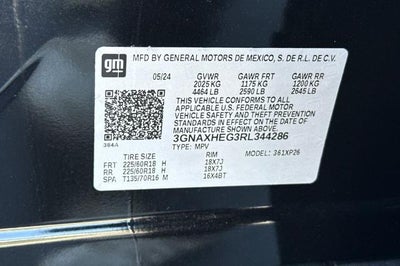 gm
MFD BY GENERAL MOTORS DE MEXICO, S. DE R.L. DE C.V.
05/24 GVWR GAWR FRT GAWR RR
2025 KG 1175 KG 1200 KG
4464 LB 2590 LB 2645 LB
THIS VEHICLE CONFORMS TO ALL
APPLICABLE U.S. FEDERAL MOTOR
VEHICLE SAFETY AND THEFT PREVENTION
STANDARDS IN EFFECT ON THE DATE OF
MANUFACTURE SHOWN ABOVE.
384A 3GNAXHEG3RL344286
TYPE: MPV MODEL: 361XP26
RIM
FRT 225/60R18 H 18X7J
RR 225/60R18 H 18X7J
SPA T135/70R16 M 16X4BT